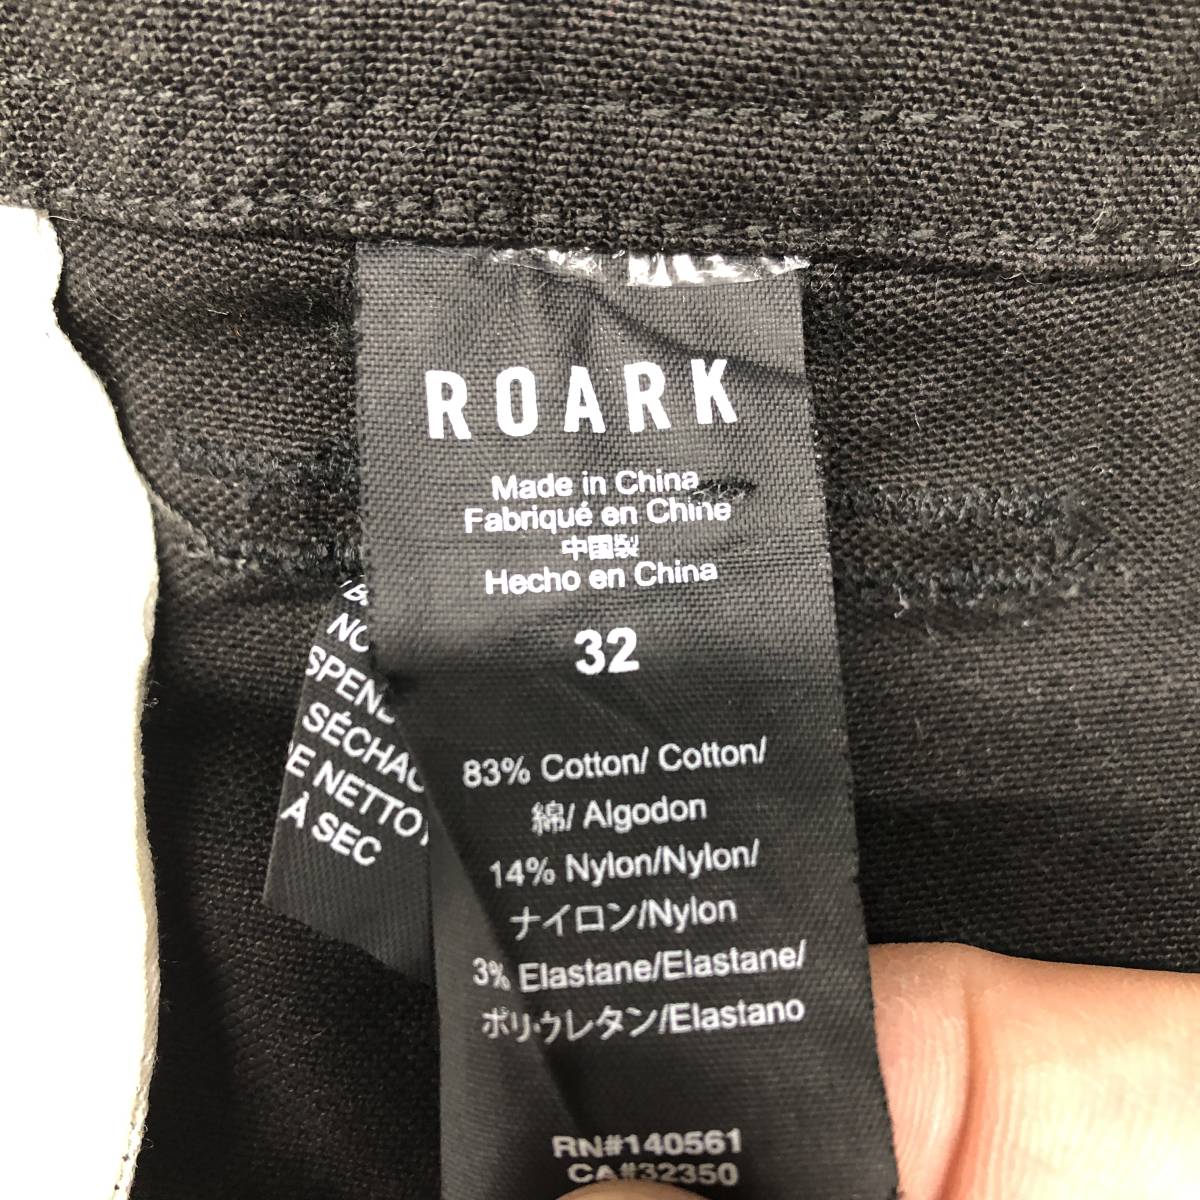 ROARK
Made in China
Fabriqué en Chine
中国製
Hecho en China
32
83% Cotton/ Cotton/
綿/ Algodon
14% Nylon/Nylon/
ナイロン/Nylon
3% Elastane/Elastane/
ポリウレタン/Elastano
RN#140561
CA#32350
À SEC